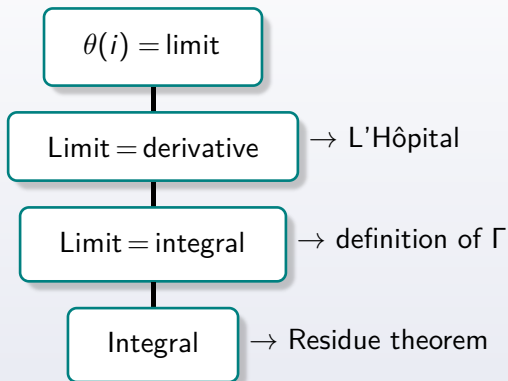 θ(i) = limit
Limit = derivative → L'Hôpital
Limit = integral → definition of Γ
Integral → Residue theorem